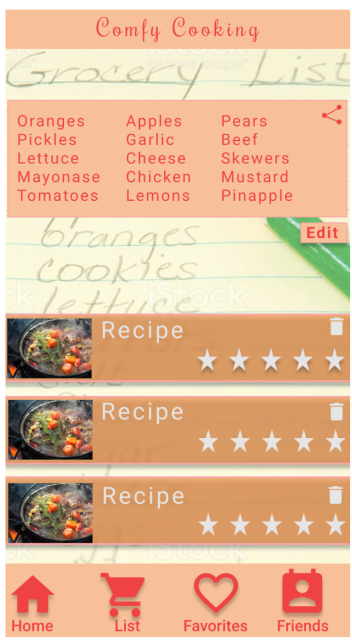 Comfy Cooking
Grocery List
Oranges Apples Pears
Pickles Garlic Beef
Lettuce Cheese Skewers
Mayonase Chicken Mustard
Tomatoes Lemons Pinapple
Edit
oranges
cookies
iStock
lettuce
Recipe
Recipe
Recipe
Home List Favorites Friends